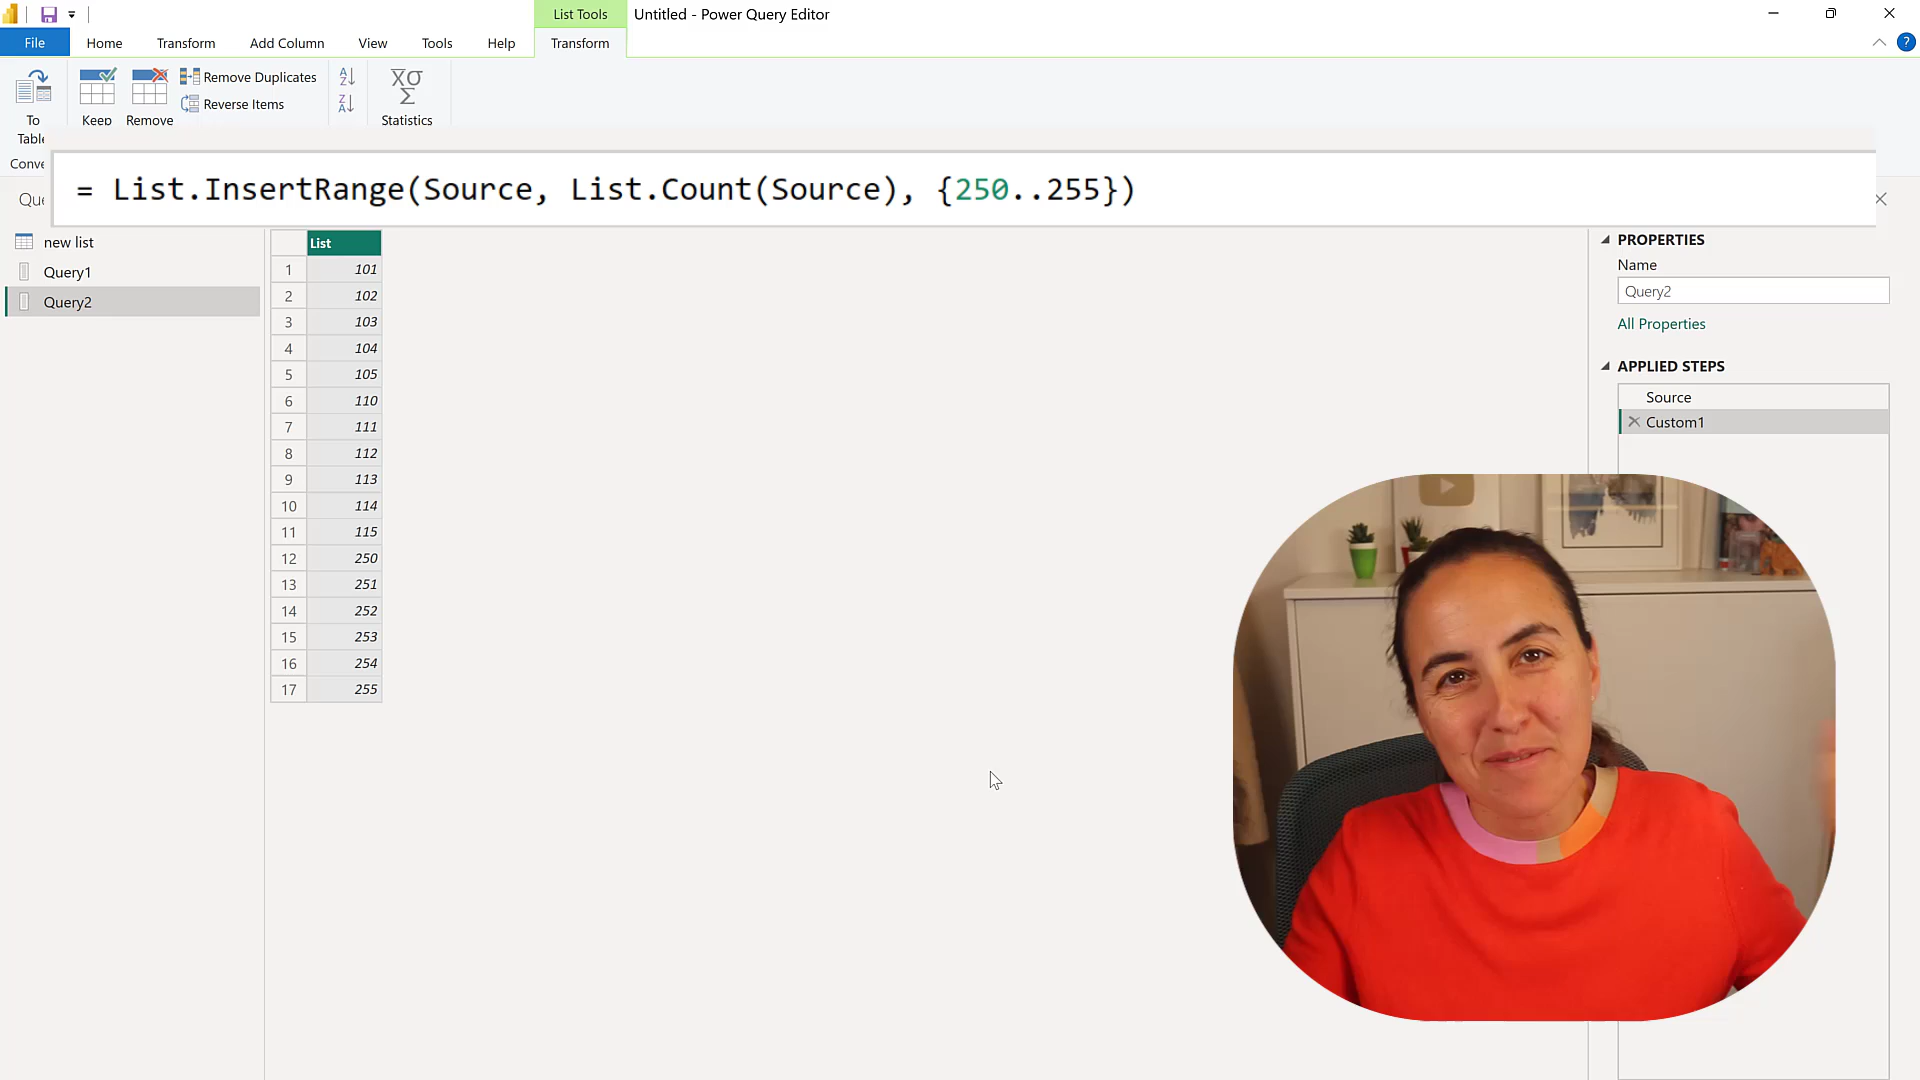 List Tools
Untitled - Power Query Editor
File
Home
Transform
Add Column
View
Tools
Help
Transform
?
To
Table
Keep
Remove
Remove Duplicates
Reverse Items
A
Z
Z
A
Xσ
Σ
Statistics
= List.InsertRange(Source, List.Count(Source), {250..255})
new list
Query1
Query2
List
1 101
2 102
3 103
4 104
5 105
6 110
7 111
8 112
9 113
10 114
11 115
12 250
13 251
14 252
15 253
16 254
17 255
PROPERTIES
Name
Query2
All Properties
APPLIED STEPS
Source
Custom1